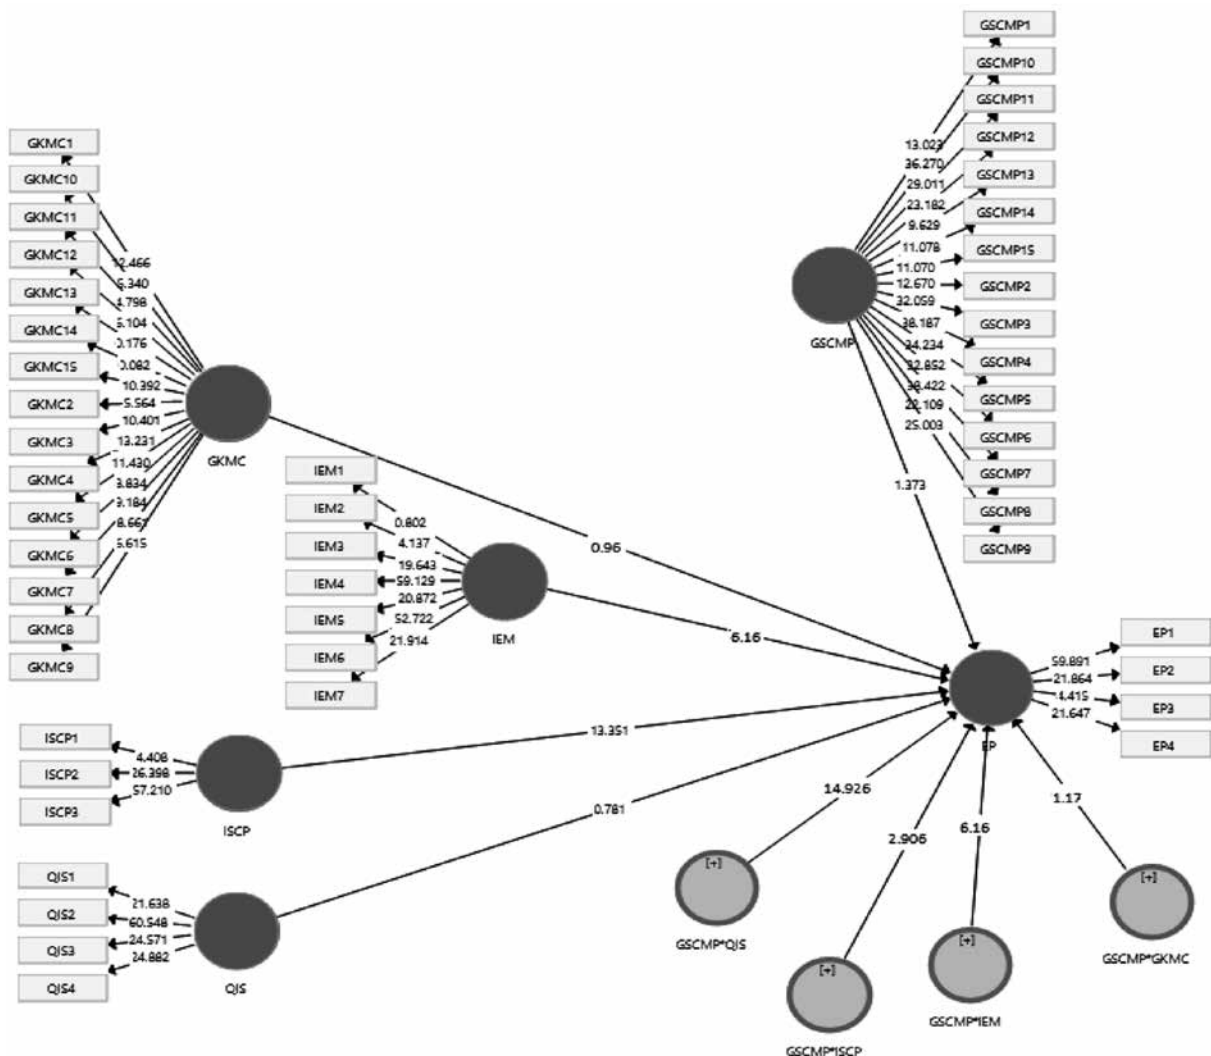 GSCMP1
GSCMP10
GSCMP11
GSCMP12
GSCMP13
GSCMP14
GSCMP15
GSCMP2
GSCMP3
GSCMP4
GSCMP5
GSCMP6
GSCMP7
GSCMP8
GSCMP9
13.023
36.270
29.011
23.182
9.629
11.078
11.070
12.670
32.059
38.187
34.234
32.852
38.422
22.109
25.003
GSCMP
1.373
GKMC1
GKMC10
GKMC11
GKMC12
GKMC13
GKMC14
GKMC15
GKMC2
GKMC3
GKMC4
GKMC5
GKMC6
GKMC7
GKMC8
GKMC9
12.466
10.392
5.564
10.401
13.231
11.430
GKMC
0.96
IEM1
IEM2
IEM3
IEM4
IEM5
IEM6
IEM7
0.802
4.137
19.643
59.129
20.872
52.722
21.914
IEM
6.16
EP1
EP2
EP3
EP4
59.891
21.864
4.415
21.647
EP
ISCP1
ISCP2
ISCP3
4.408
26.398
57.210
ISCP
13.351
QIS1
QIS2
QIS3
QIS4
21.638
60.548
24.571
24.882
QIS
0.781
14.926
2.906
6.16
1.17
[+]
GSCMP*QIS
[+]
GSCMP*ISCP
[+]
GSCMP*IEM
[+]
GSCMP*GKMC